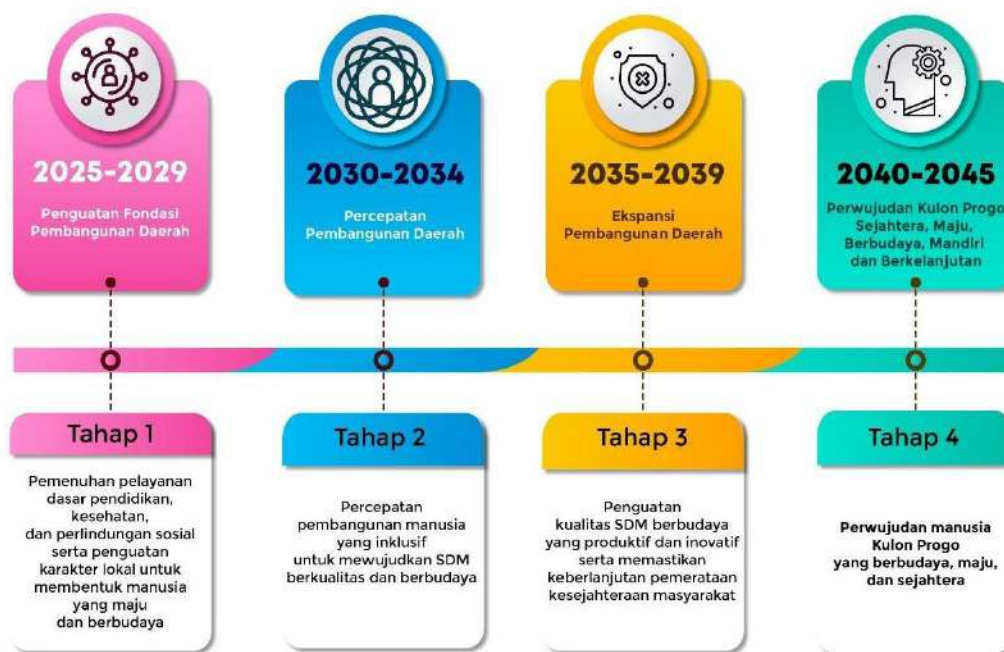 2025-2029
Penguatan Fondasi
Pembangunan Daerah
2030-2034
Percepatan
Pembangunan Daerah
2035-2039
Ekspansi
Pembangunan Daerah
2040-2045
Perwujudan Kulon Progo
Sejahtera, Maju,
Berbudaya, Mandiri
dan Berkelanjutan
Tahap 1
Pemenuhan pelayanan
dasar pendidikan,
kesehatan,
dan perlindungan sosial
serta penguatan
karakter lokal untuk
membentuk manusia
yang maju
dan berbudaya
Tahap 2
Percepatan
pembangunan manusia
yang inklusif
untuk mewujudkan SDM
berkualitas dan berbudaya
Tahap 3
Penguatan
kualitas SDM berbudaya
yang produktif dan inovatif
serta memastikan
keberlanjutan pemerataan
kesejahteraan masyarakat
Tahap 4
Perwujudan manusia
Kulon Progo
yang berbudaya, maju,
dan sejahtera